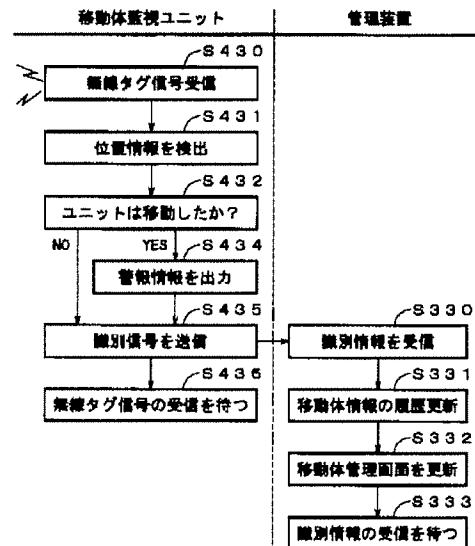 移動体監視ユニット
管理装置
S430
無線タグ信号受信
S431
位置情報を検出
S432
ユニットは移動したか？
NO
YES
S434
警報情報を出力
S435
識別信号を送信
S436
無線タグ信号の受信を待つ
S330
識別情報を受信
S331
移動体情報の履歴更新
S332
移動体管理画面を更新
S333
識別情報の受信を待つ